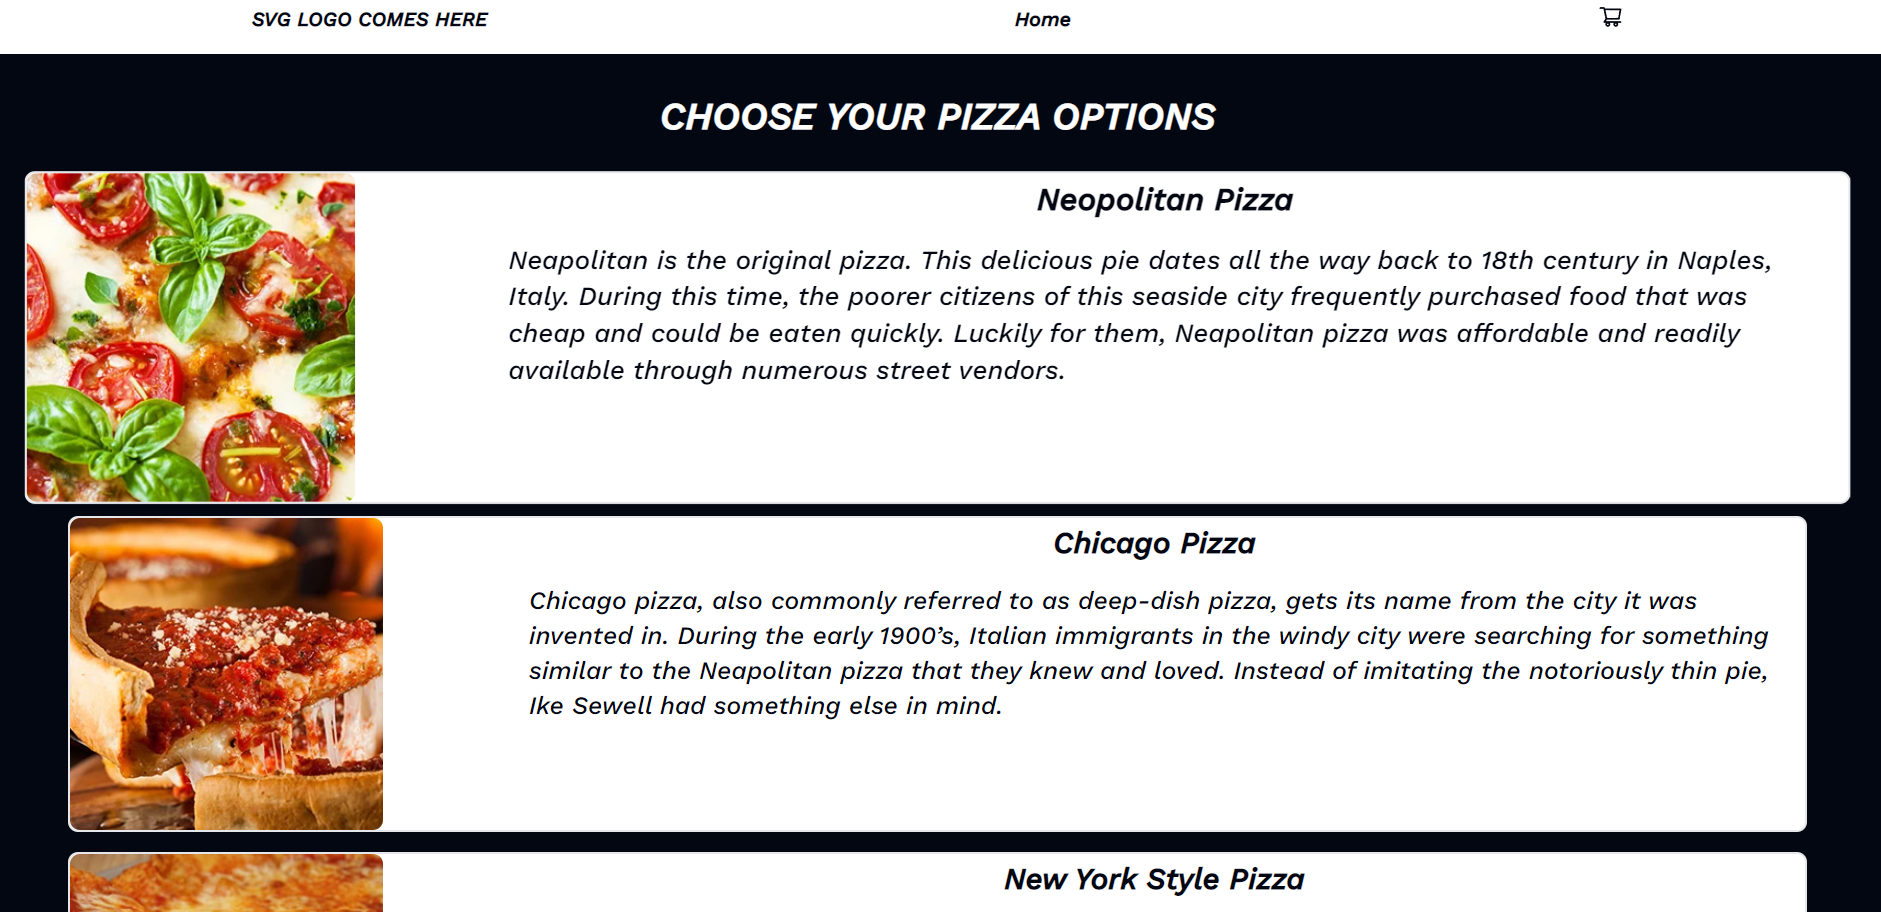 SVG LOGO COMES HERE
Home
CHOOSE YOUR PIZZA OPTIONS
Neopolitan Pizza
Neapolitan is the original pizza. This delicious pie dates all the way back to 18th century in Naples,
Italy. During this time, the poorer citizens of this seaside city frequently purchased food that was
cheap and could be eaten quickly. Luckily for them, Neapolitan pizza was affordable and readily
available through numerous street vendors.
Chicago Pizza
Chicago pizza, also commonly referred to as deep-dish pizza, gets its name from the city it was
invented in. During the early 1900’s, Italian immigrants in the windy city were searching for something
similar to the Neapolitan pizza that they knew and loved. Instead of imitating the notoriously thin pie,
Ike Sewell had something else in mind.
New York Style Pizza